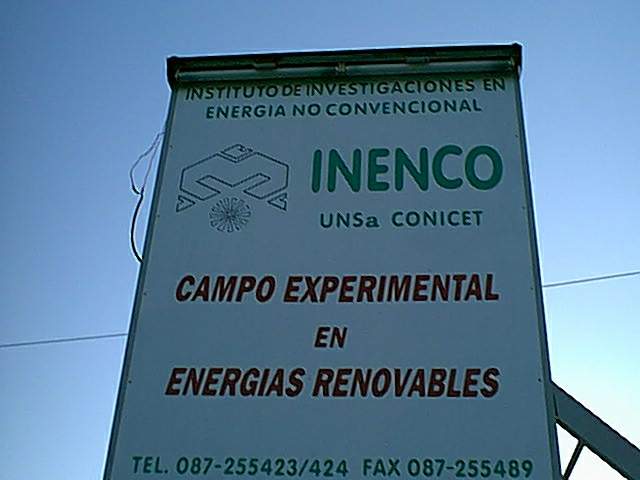 INSTITUTO DE INVESTIGACIONES EN
ENERGIA NO CONVENCIONAL
INENCO
UNSa CONICET
CAMPO EXPERIMENTAL
EN
ENERGIAS RENOVABLES
TEL. 087-255423/424 FAX 087-255489